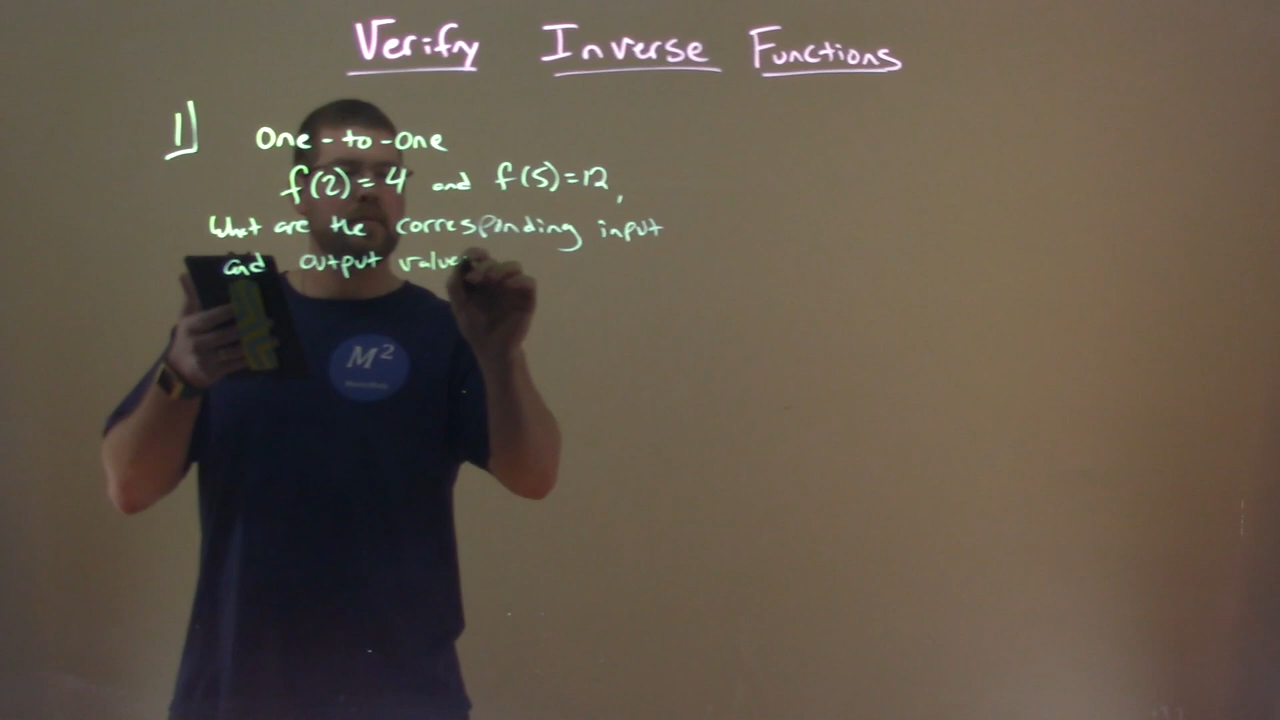 Verify Inverse Functions
1) One-to-One
f(2)=4 and f(5)=12,
What are the corresponding input
and output value
M²